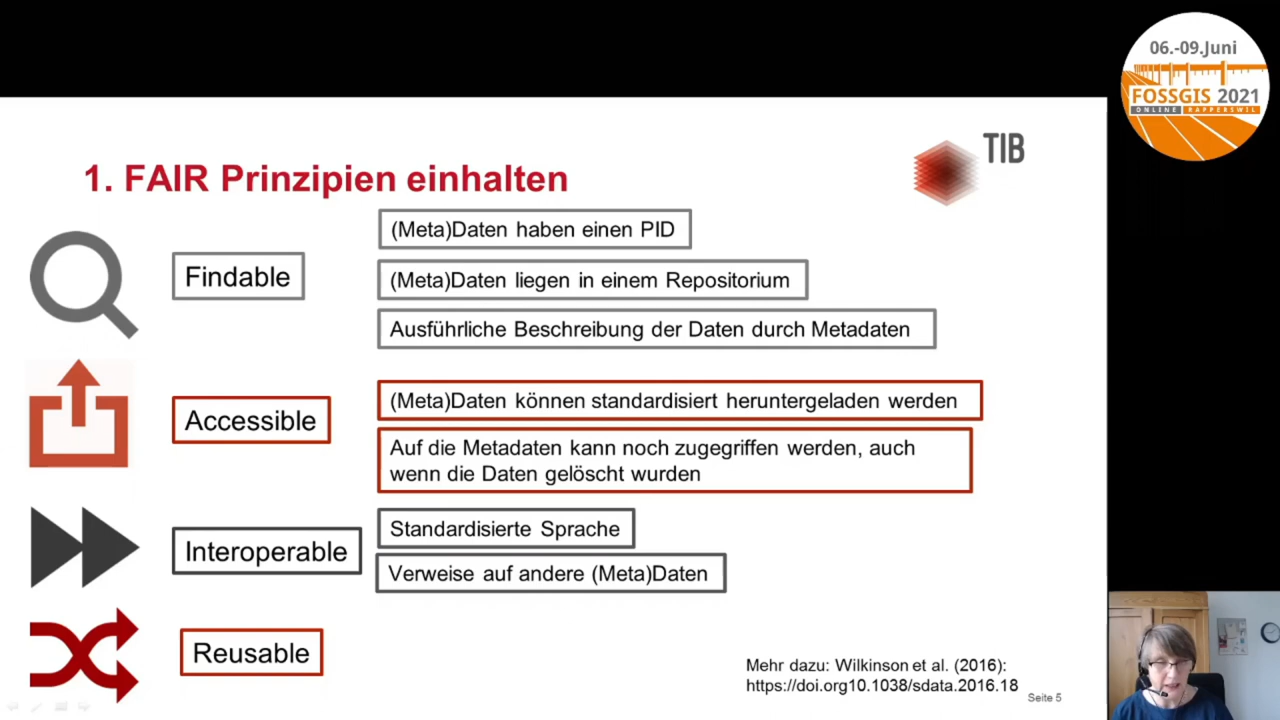 06.-09.Juni
FOSSGIS 2021
ONLINE RAPPERSWIL
TIB
1. FAIR Prinzipien einhalten
Findable
(Meta)Daten haben einen PID
(Meta)Daten liegen in einem Repositorium
Ausführliche Beschreibung der Daten durch Metadaten
Accessible
(Meta)Daten können standardisiert heruntergeladen werden
Auf die Metadaten kann noch zugegriffen werden, auch
wenn die Daten gelöscht wurden
Interoperable
Standardisierte Sprache
Verweise auf andere (Meta)Daten
Reusable
Mehr dazu: Wilkinson et al. (2016):
https://doi.org10.1038/sdata.2016.18
Seite 5